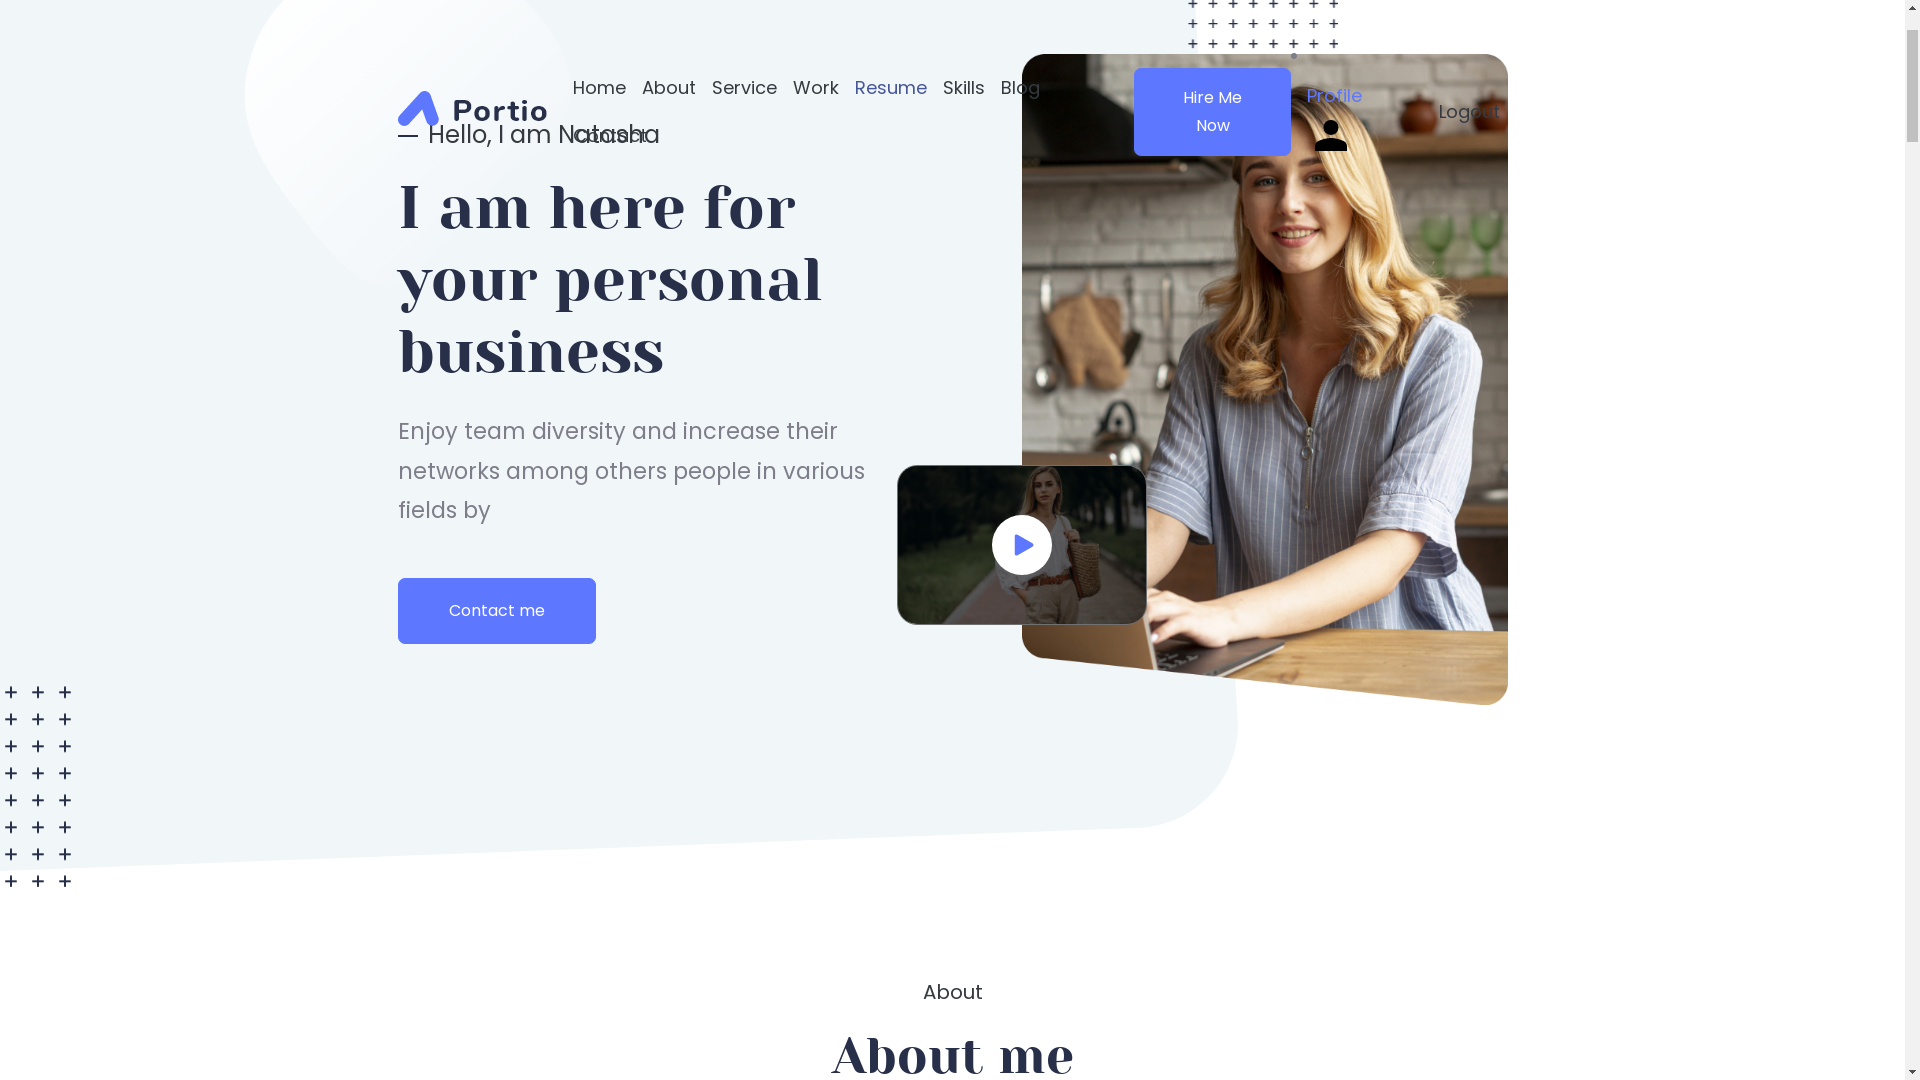 Home About Service Work Resume Skills Blog
Contact
Portio
Hire Me
Now
Profile
Logout
Hello, I am Natasha
I am here for
your personal
business
Enjoy team diversity and increase their
networks among others people in various
fields by
Contact me
About
About me